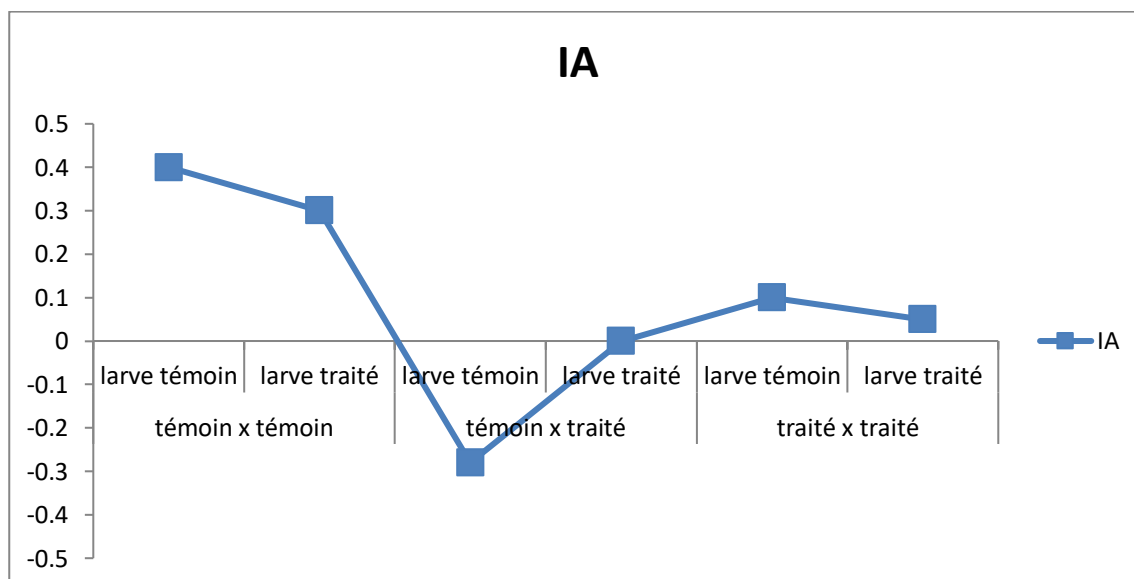 IA
0.5
0.4
0.3
0.2
0.1
0
-0.1
-0.2
-0.3
-0.4
-0.5
larve témoin larve traité larve témoin larve traité larve témoin larve traité
témoin x témoin témoin x traité traité x traité
IA